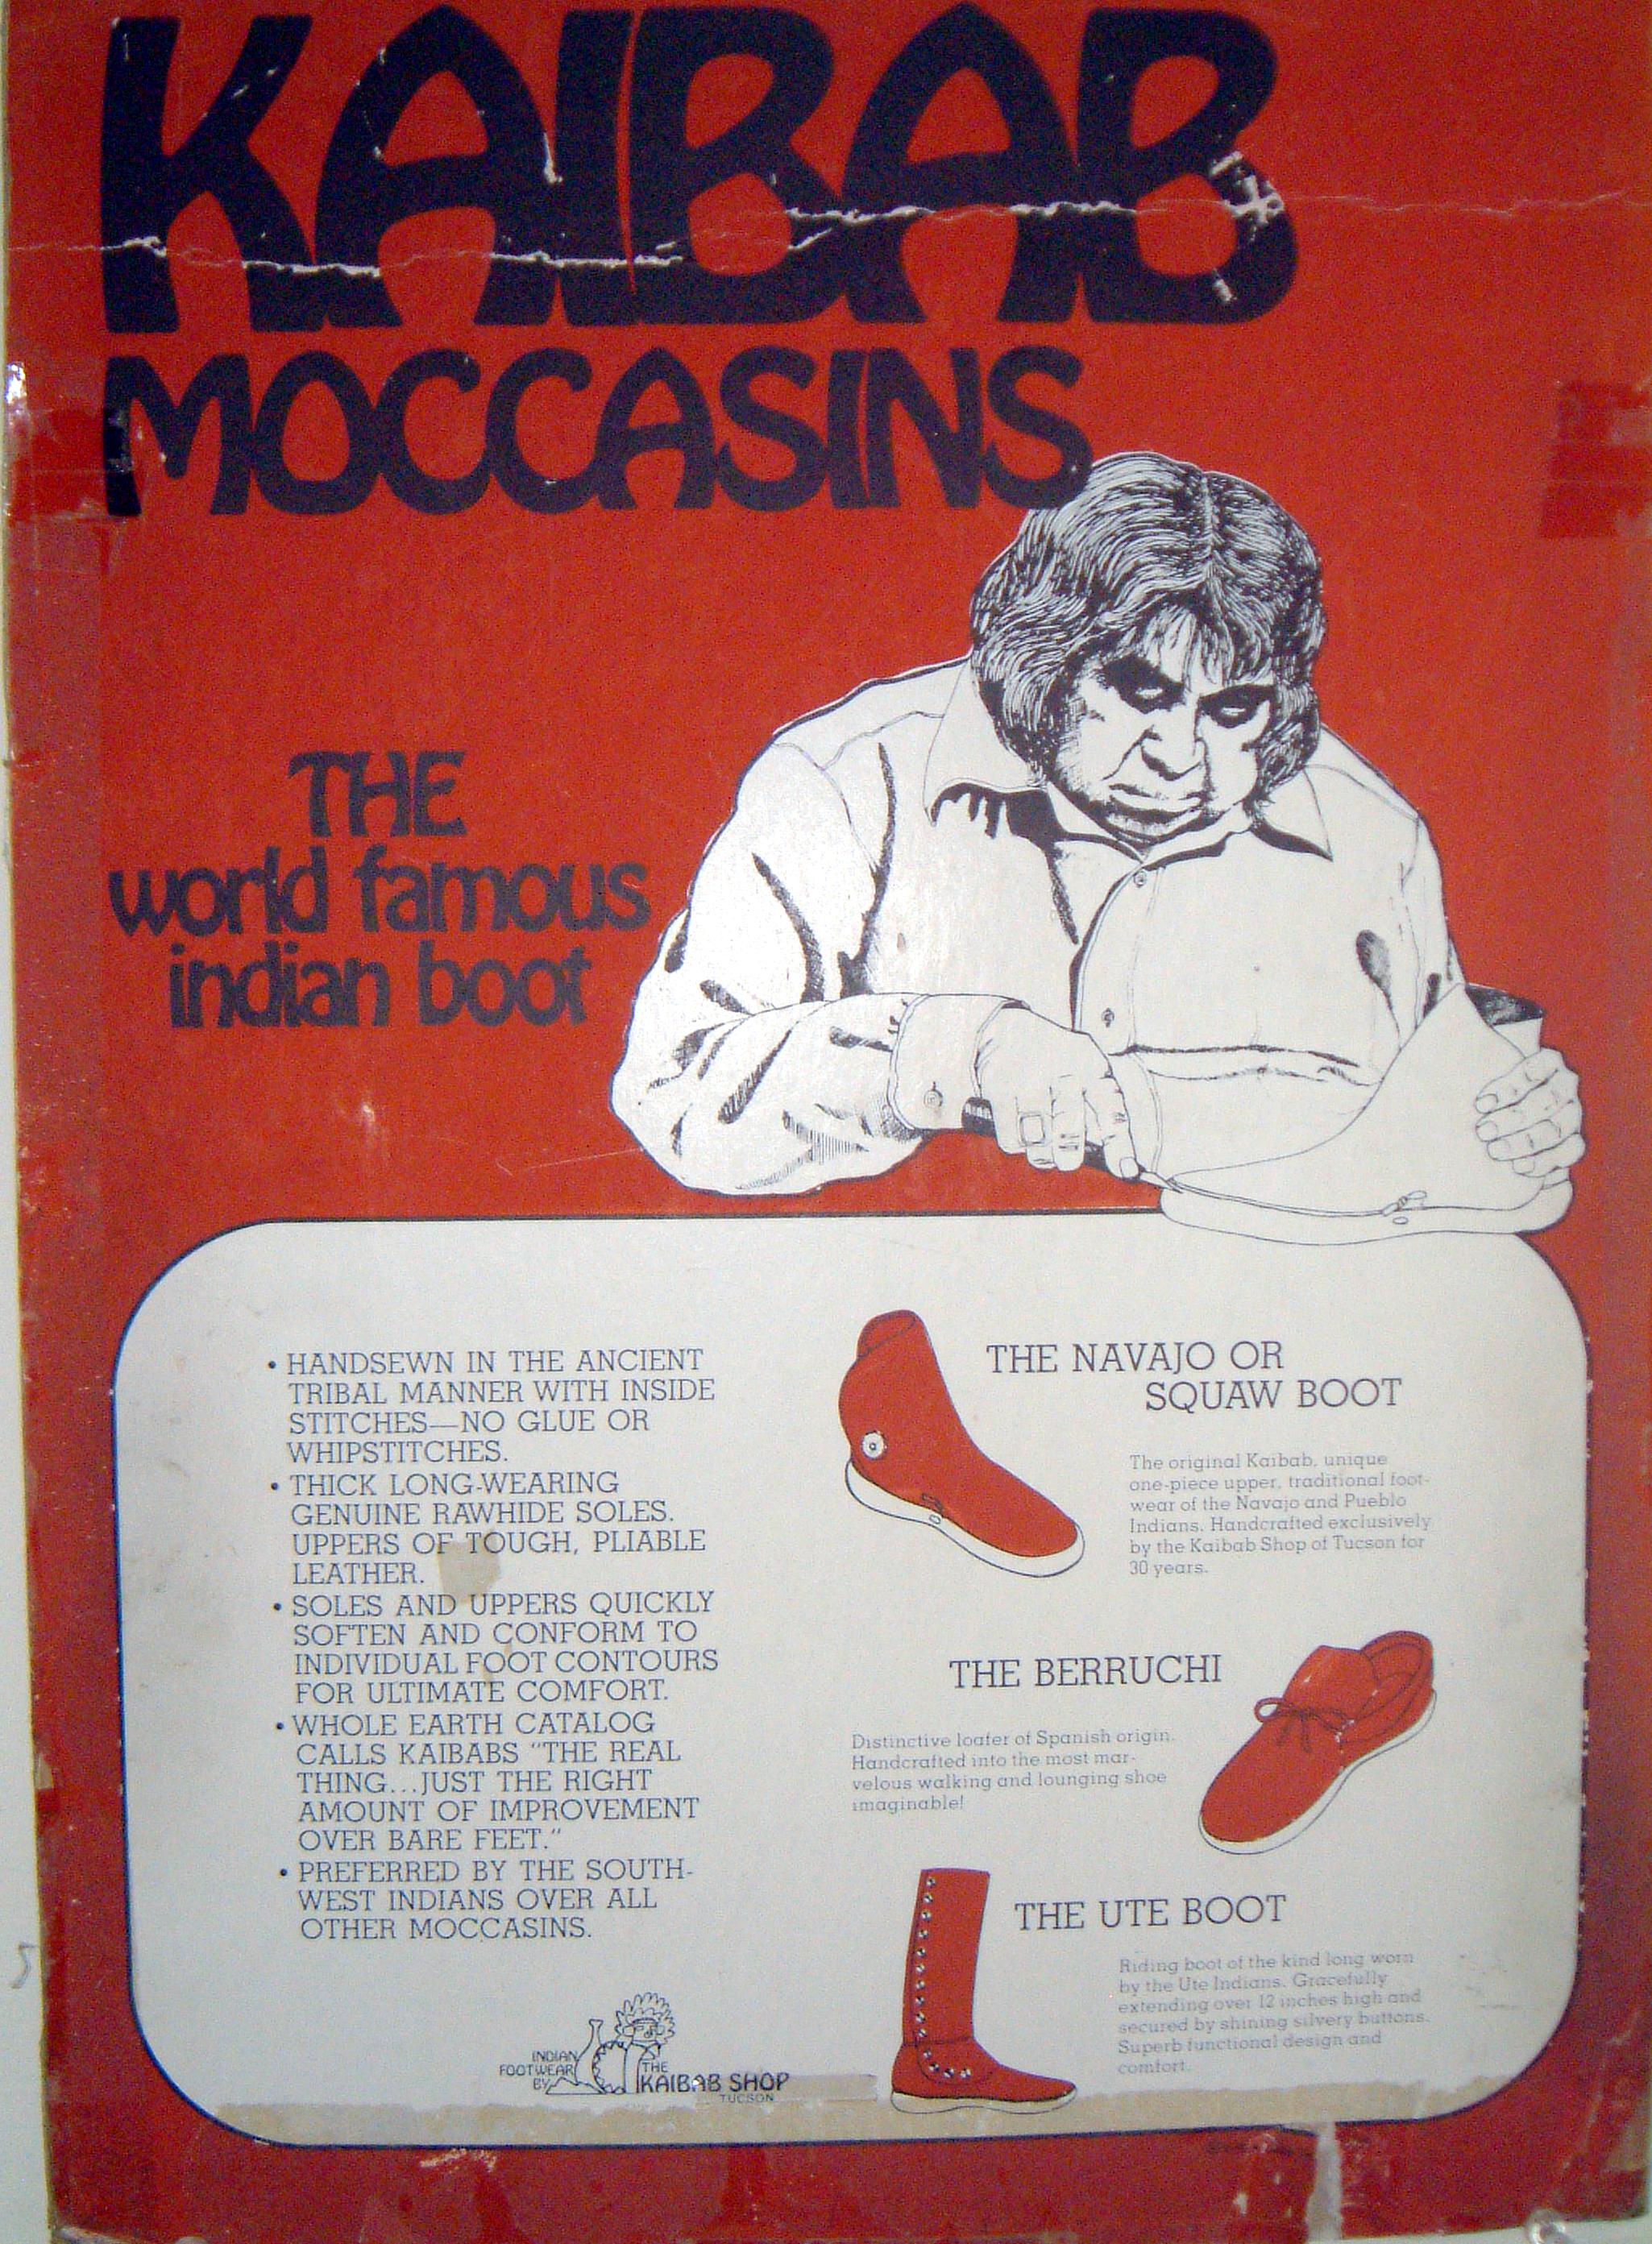 KAIBAB
MOCCASINS
THE
world famous
indian boot
• HANDSEWN IN THE ANCIENT
TRIBAL MANNER WITH INSIDE
STITCHES—NO GLUE OR
WHIPSTITCHES.
• THICK LONG-WEARING
GENUINE RAWHIDE SOLES.
UPPERS OF TOUGH, PLIABLE
LEATHER.
• SOLES AND UPPERS QUICKLY
SOFTEN AND CONFORM TO
INDIVIDUAL FOOT CONTOURS
FOR ULTIMATE COMFORT.
• WHOLE EARTH CATALOG
CALLS KAIBABS "THE REAL
THING...JUST THE RIGHT
AMOUNT OF IMPROVEMENT
OVER BARE FEET."
• PREFERRED BY THE SOUTH-
WEST INDIANS OVER ALL
OTHER MOCCASINS.
INDIAN
FOOTWEAR
BY
THE
KAIBAB SHOP
TUCSON
THE NAVAJO OR
SQUAW BOOT
The original Kaibab, unique
one-piece upper, traditional foot-
wear of the Navajo and Pueblo
Indians. Handcrafted exclusively
by the Kaibab Shop of Tucson for
30 years.
THE BERRUCHI
Distinctive loafer of Spanish origin.
Handcrafted into the most mar-
velous walking and lounging shoe
imaginable!
THE UTE BOOT
Riding boot of the kind long worn
by the Ute Indians. Gracefully
extending over 12 inches high and
secured by shining silvery buttons.
Superb functional design and
comfort.